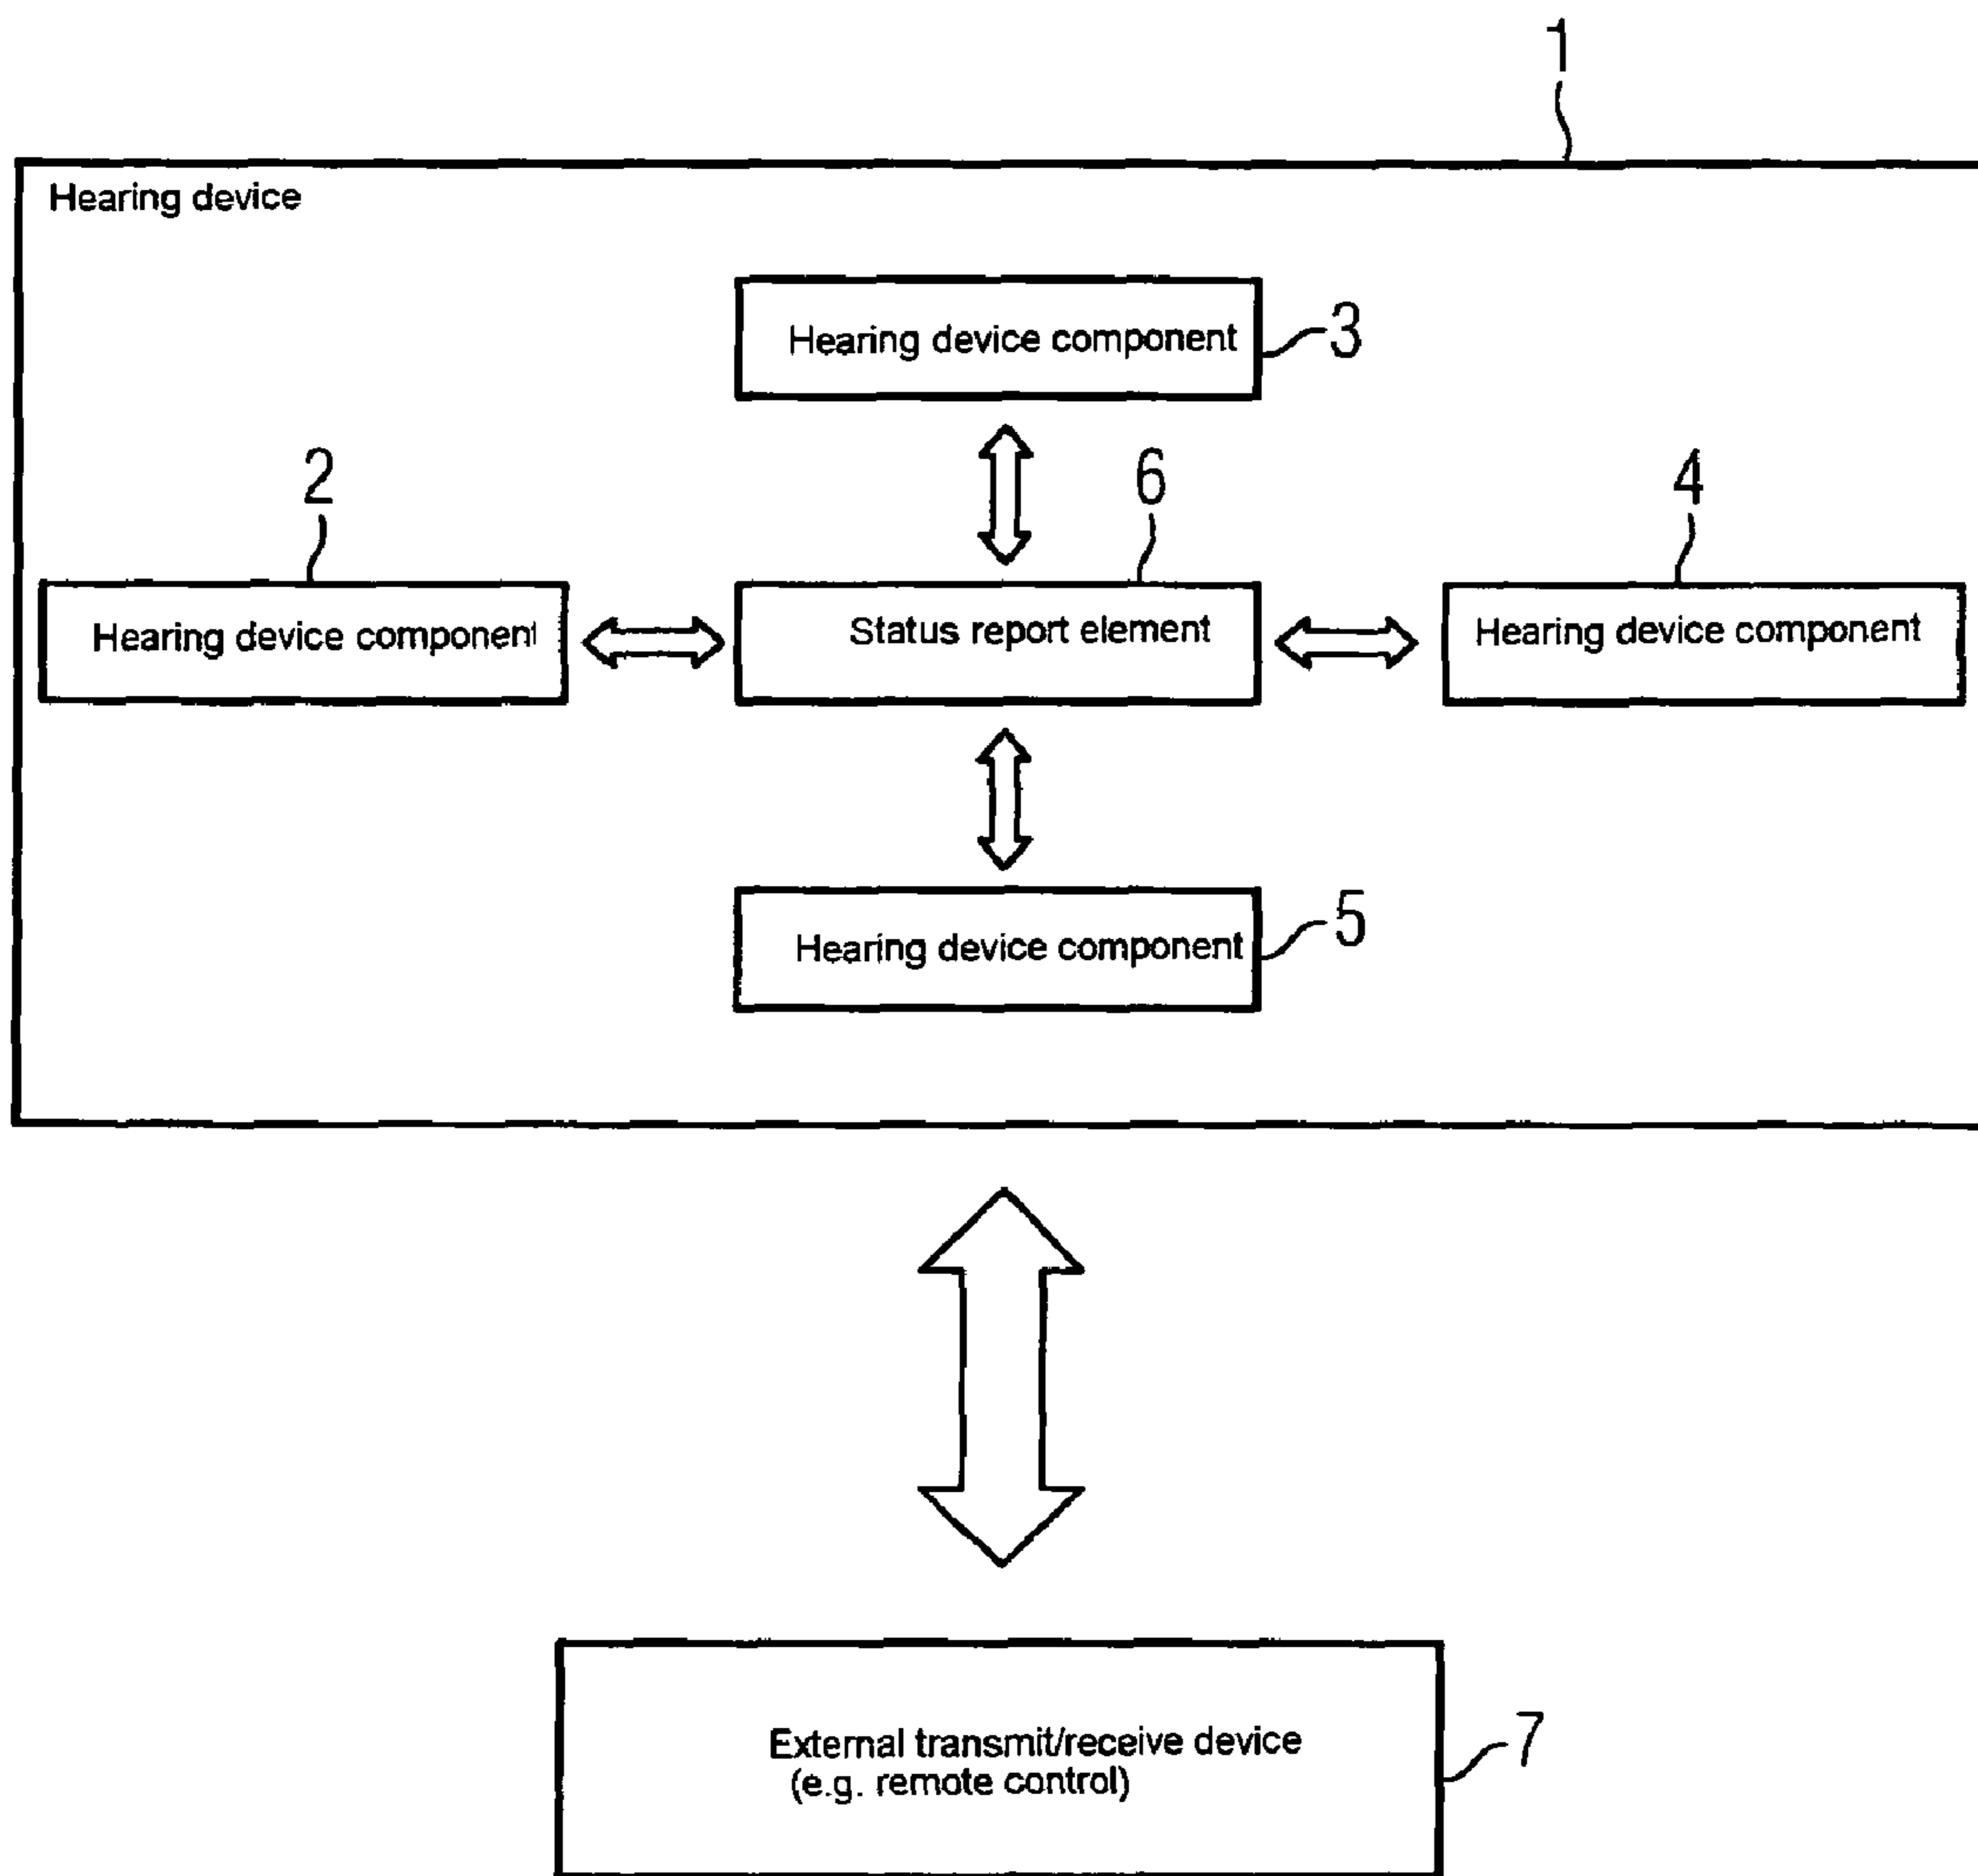 1
Hearing device
Hearing device component
3
2
6
4
Hearing device component
Status report element
Hearing device component
Hearing device component
5
External transmit/receive device
(e.g. remote control)
7